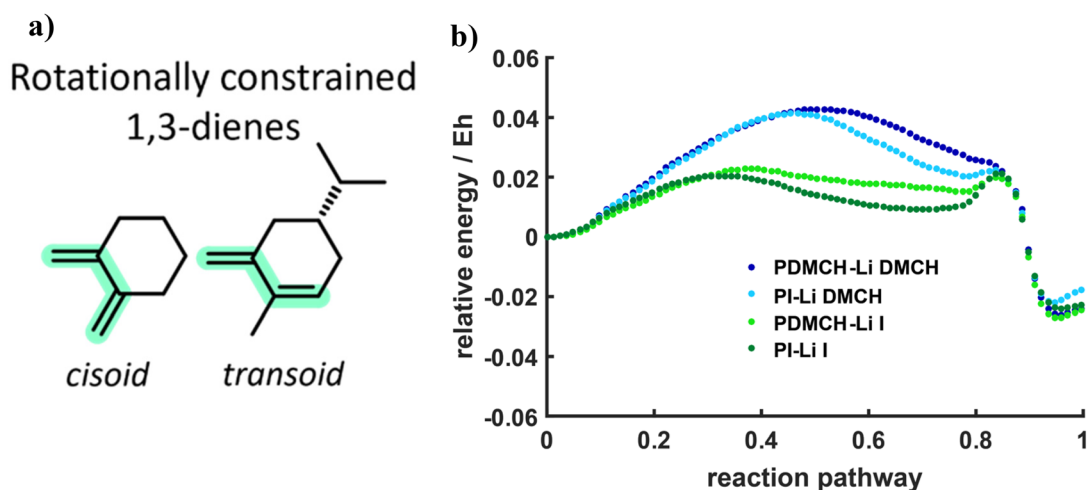 a)
Rotationally constrained
1,3-dienes
cisoid
transoid
b)
relative energy / Eh
0.06
0.04
0.02
0
-0.02
-0.04
-0.06
PDMCH-Li DMCH
PI-Li DMCH
PDMCH-Li I
PI-Li I
0
0.2
0.4
0.6
0.8
1
reaction pathway